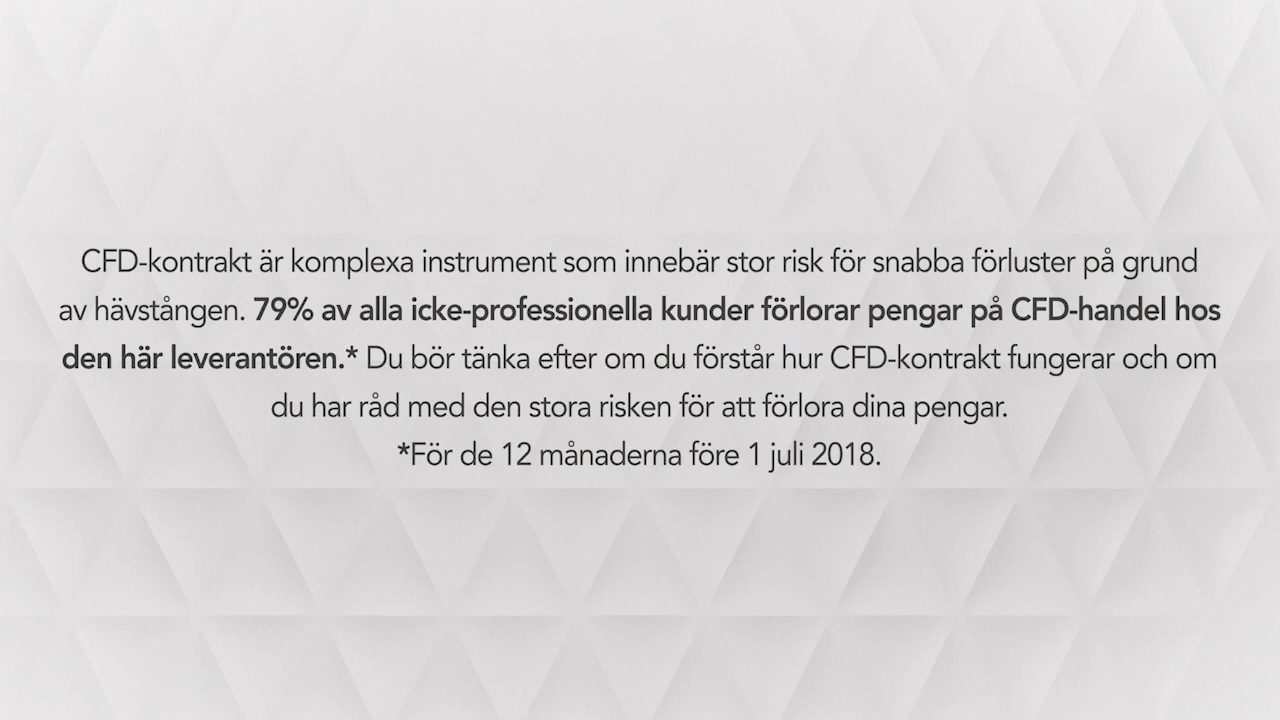 CFD-kontrakt är komplexa instrument som innebär stor risk för snabba förluster på grund
av hävstången. 79% av alla icke-professionella kunder förlorar pengar på CFD-handel hos
den här leverantören.* Du bör tänka efter om du förstår hur CFD-kontrakt fungerar och om
du har råd med den stora risken för att förlora dina pengar.
*För de 12 månaderna före 1 juli 2018.